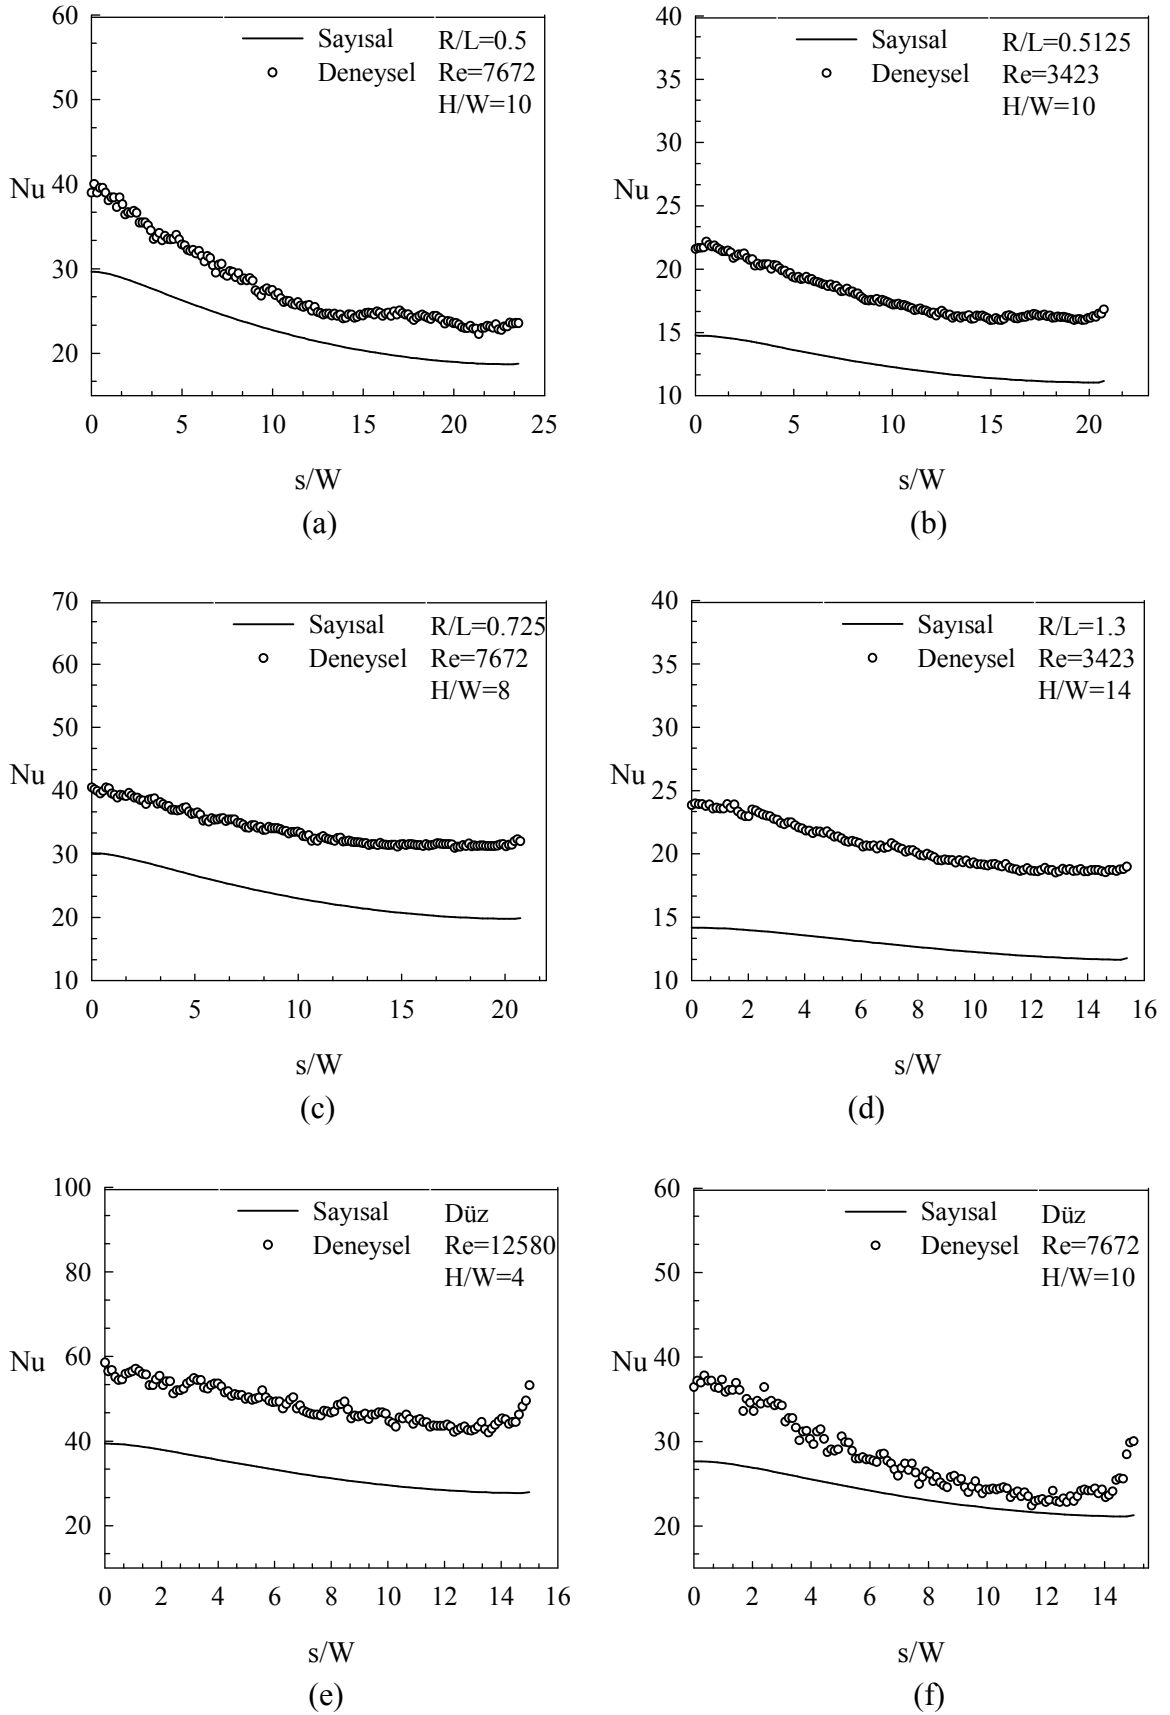 60
50
40
30
20
Nu
Sayısal R/L=0.5
Deneysel Re=7672
H/W=10
0 5 10 15 20 25
s/W
(a)
40
35
30
25
20
15
10
Nu
Sayısal R/L=0.5125
Deneysel Re=3423
H/W=10
0 5 10 15 20
s/W
(b)
70
60
50
40
30
20
10
Nu
Sayısal R/L=0.725
Deneysel Re=7672
H/W=8
0 5 10 15 20
s/W
(c)
40
35
30
25
20
15
10
Nu
Sayısal R/L=1.3
Deneysel Re=3423
H/W=14
0 2 4 6 8 10 12 14 16
s/W
(d)
100
80
60
40
20
Nu
Sayısal Düz
Deneysel Re=12580
H/W=4
0 2 4 6 8 10 12 14 16
s/W
(e)
60
50
40
30
20
Nu
Sayısal Düz
Deneysel Re=7672
H/W=10
0 2 4 6 8 10 12 14
s/W
(f)